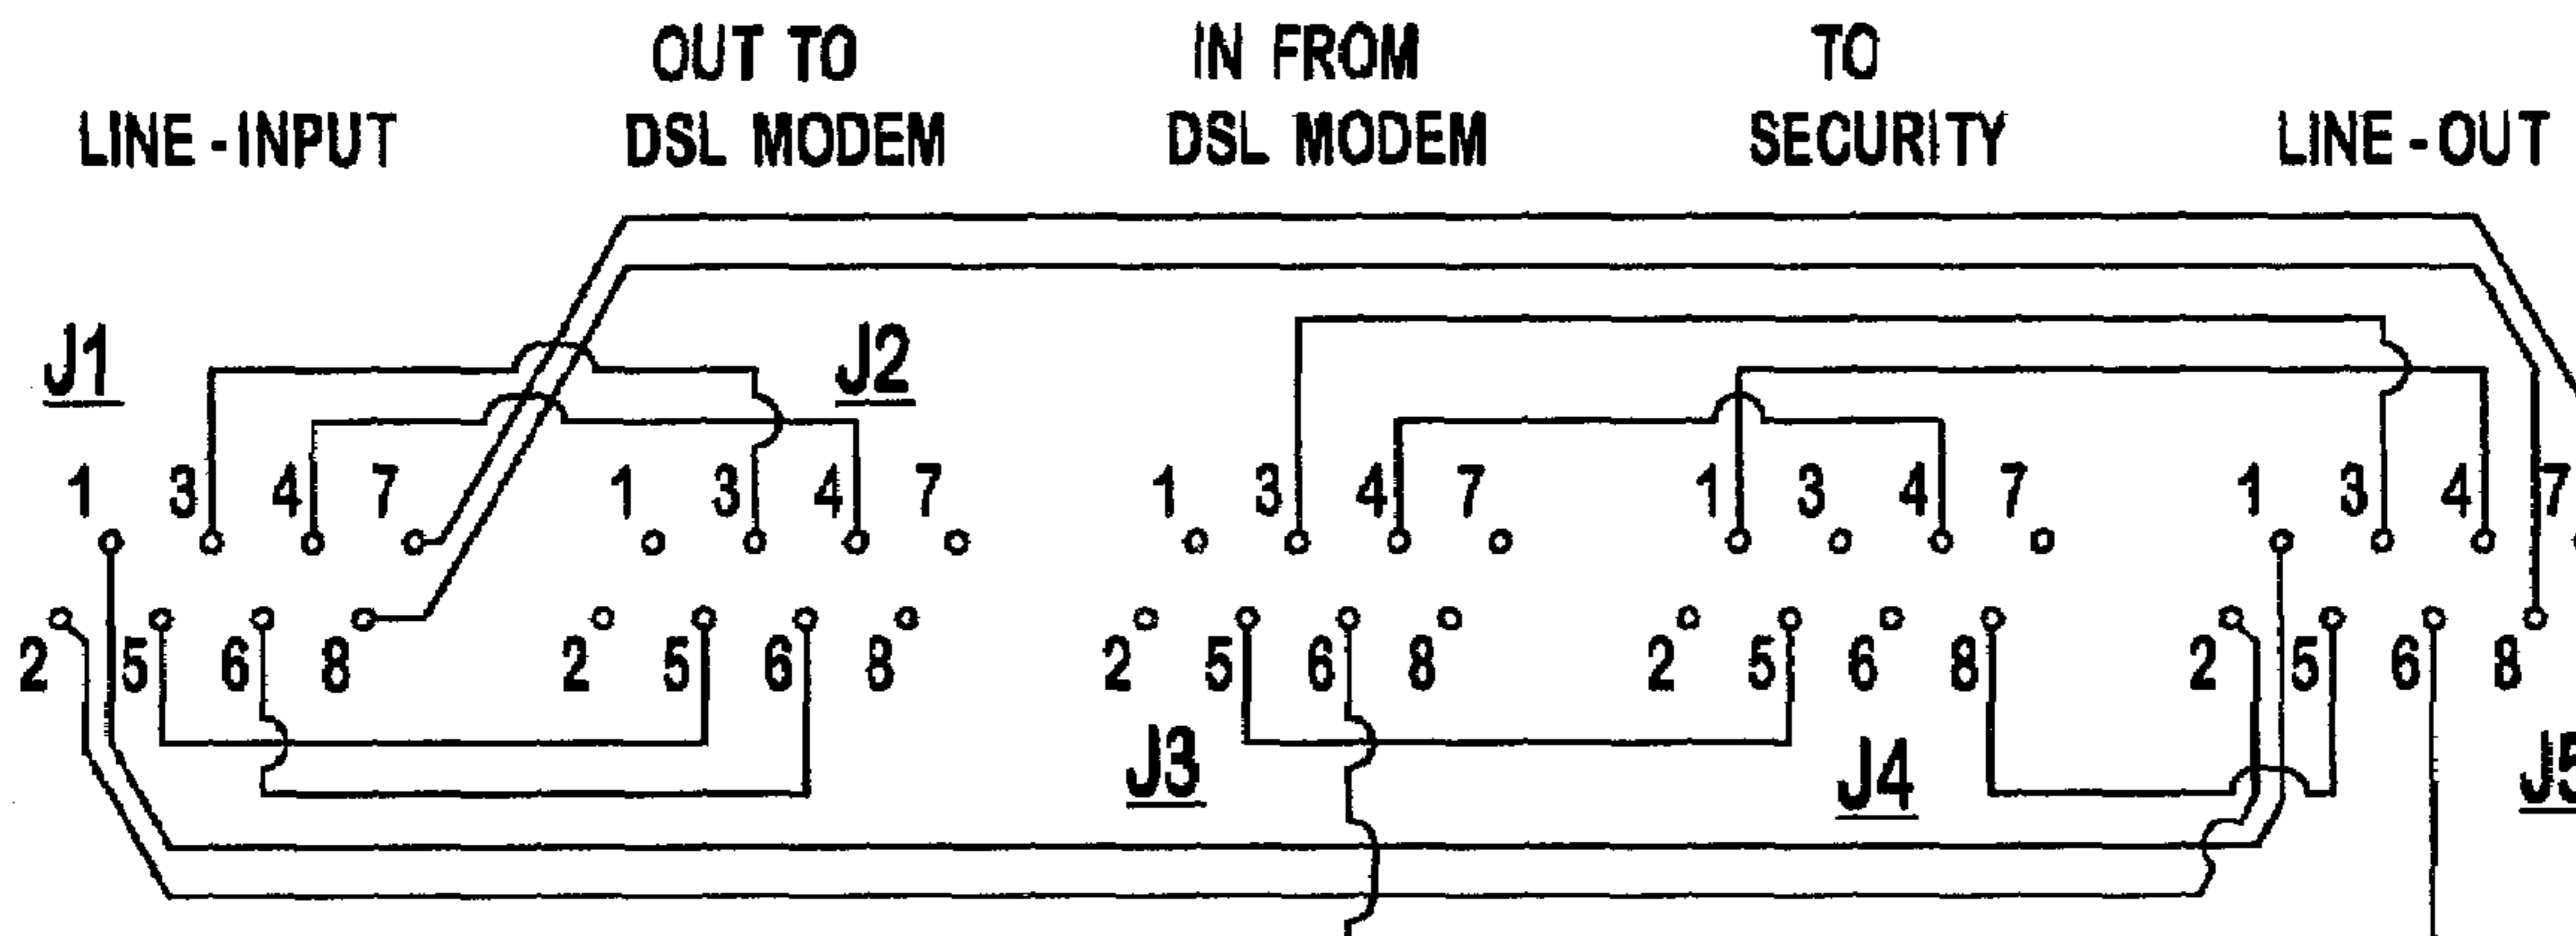 OUT TO IN FROM TO
LINE - INPUT DSL MODEM DSL MODEM SECURITY LINE - OUT
J1 J2
1 3 4 7 1 3 4 7 1 3 4 7 1 3 4 7 1 3 4 7
2 5 6 8 2 5 6 8 2 5 6 8 2 5 6 8 2 5 6 8
J3 J4 J5